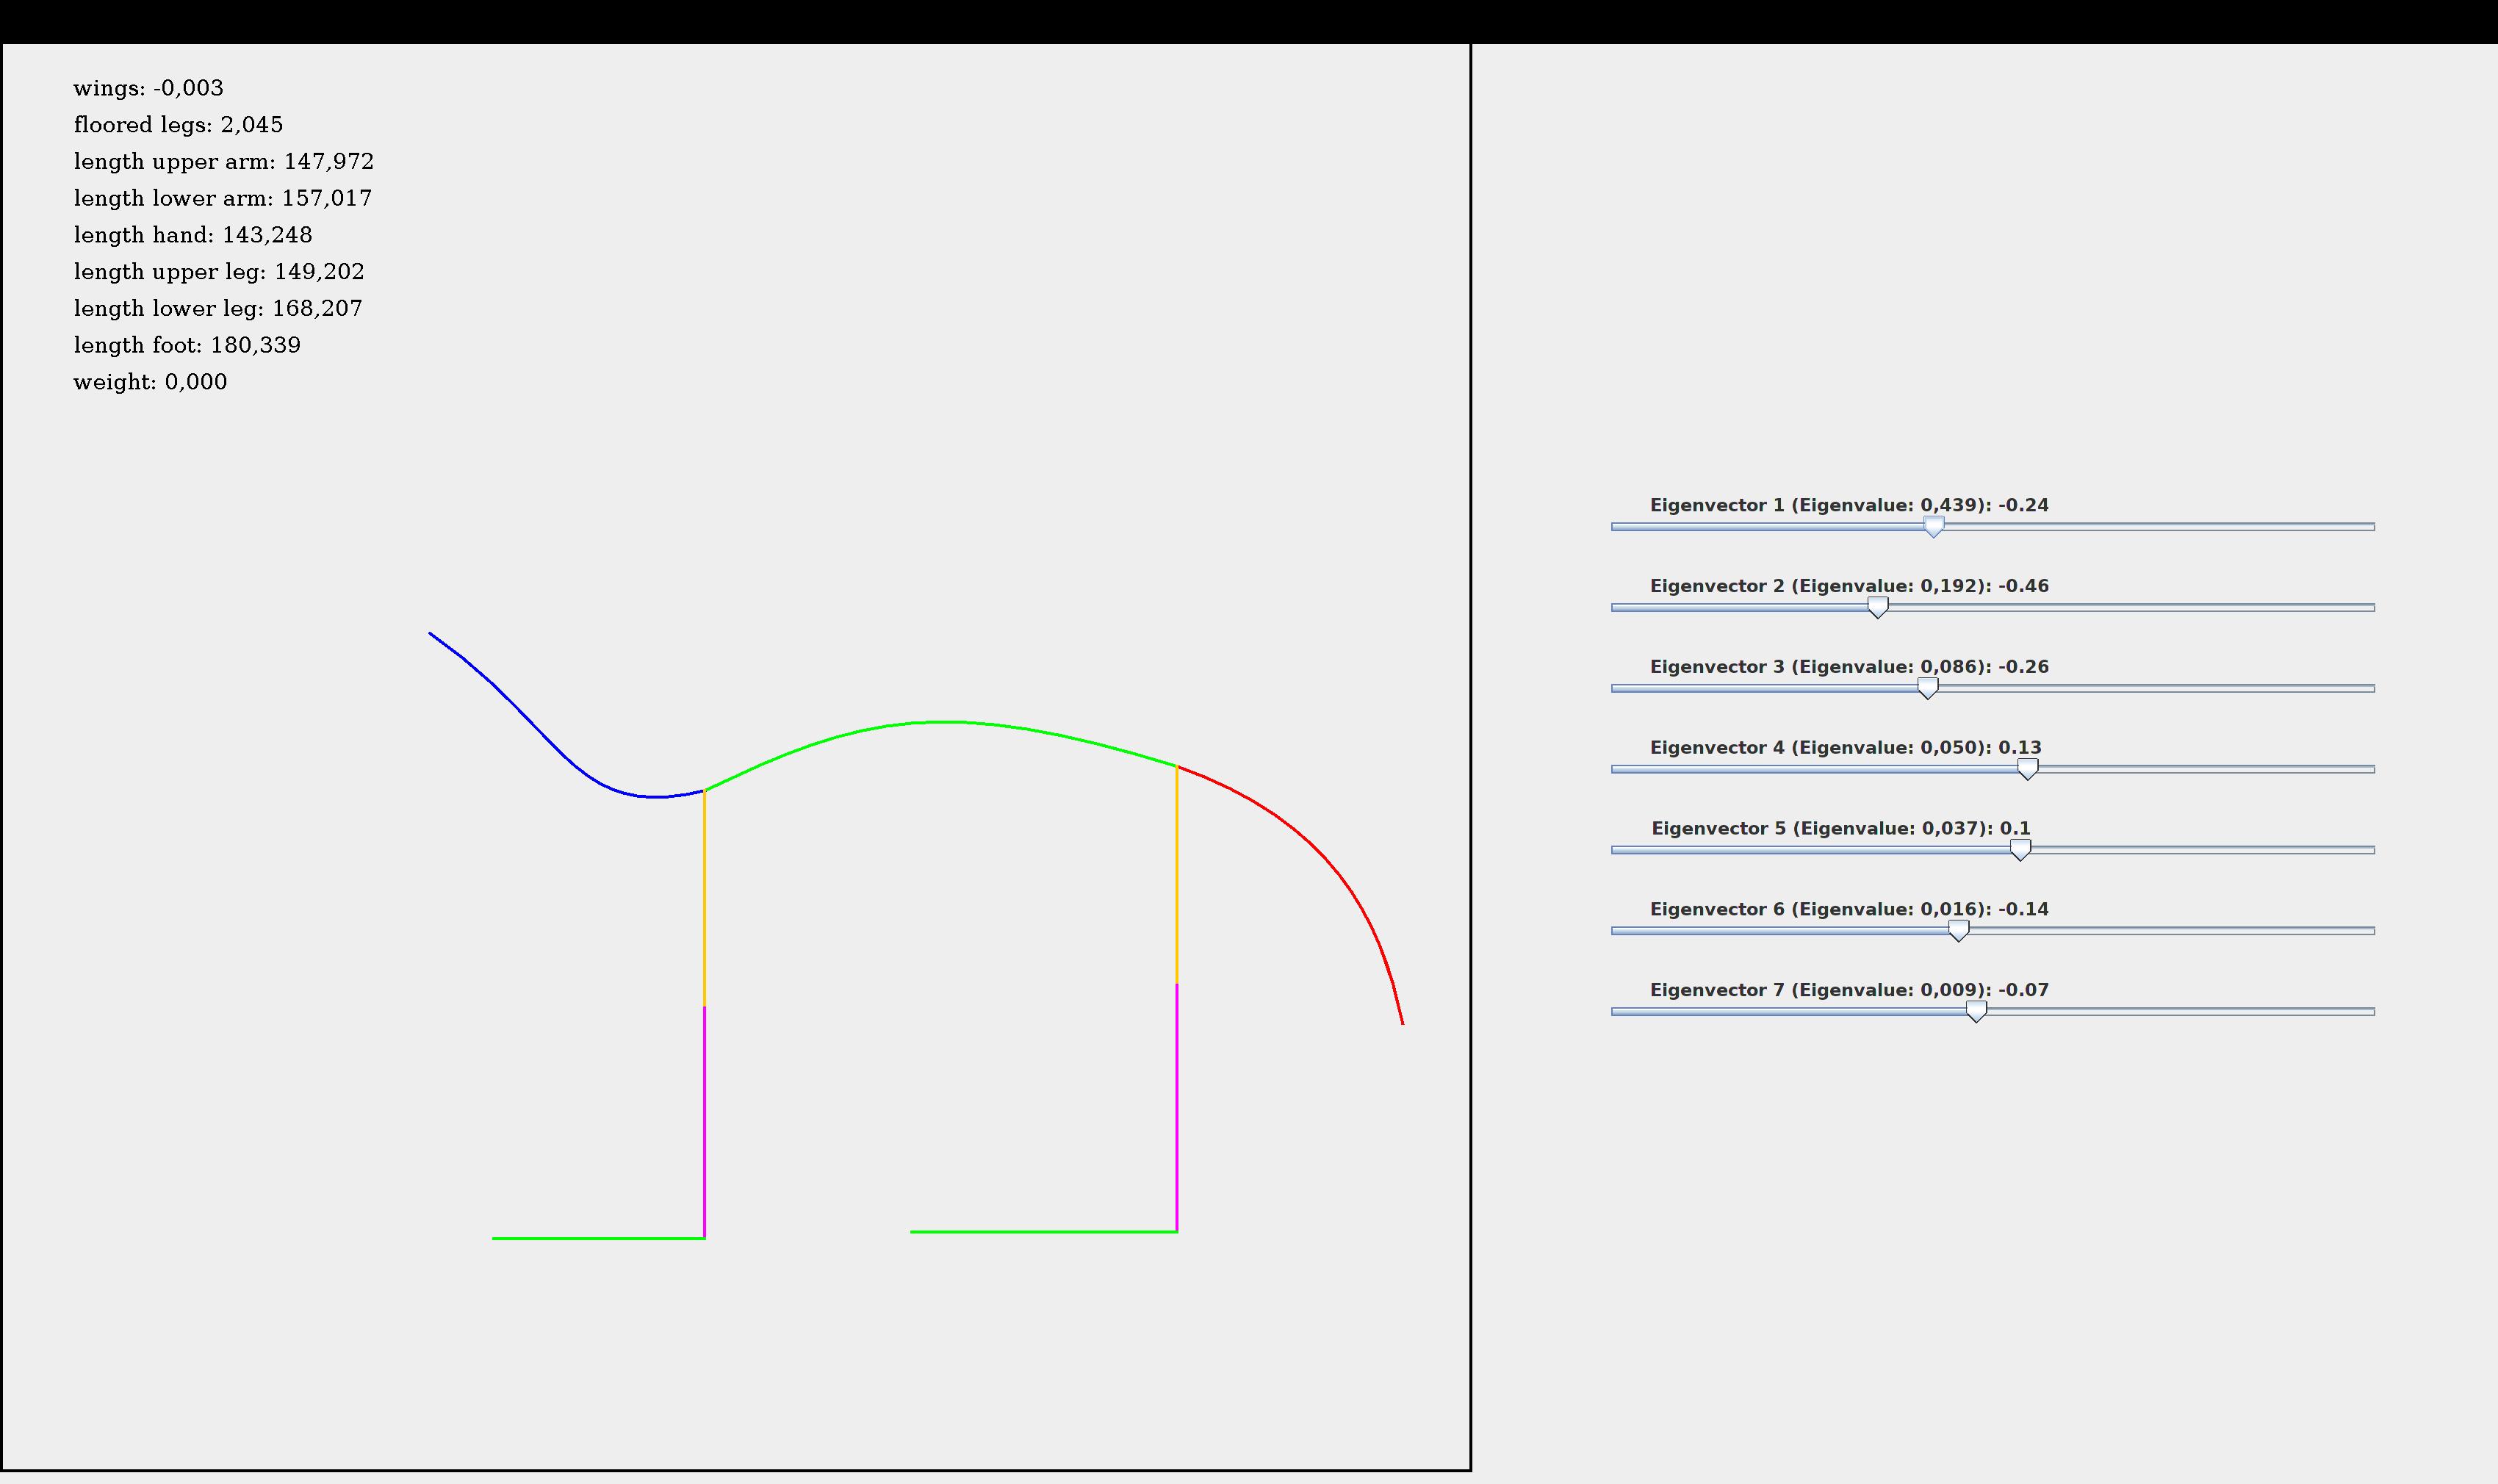 wings: -0,003
floored legs: 2,045
length upper arm: 147,972
length lower arm: 157,017
length hand: 143,248
length upper leg: 149,202
length lower leg: 168,207
length foot: 180,339
weight: 0,000
Eigenvector 1 (Eigenvalue: 0,439): -0.24
Eigenvector 2 (Eigenvalue: 0,192): -0.46
Eigenvector 3 (Eigenvalue: 0,086): -0.26
Eigenvector 4 (Eigenvalue: 0,050): 0.13
Eigenvector 5 (Eigenvalue: 0,037): 0.1
Eigenvector 6 (Eigenvalue: 0,016): -0.14
Eigenvector 7 (Eigenvalue: 0,009): -0.07